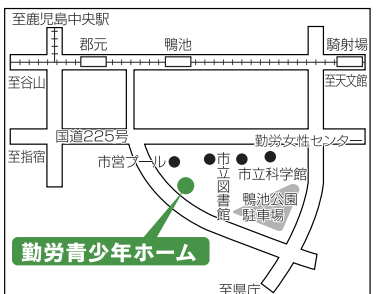 至鹿児島中央駅
郡元
鴨池
騎射場
至谷山
至天文館
国道225号
勤労女性センター
至指宿
市営プール
市立図書館
市立科学館
鴨池公園
駐車場
勤労青少年ホーム
至県庁